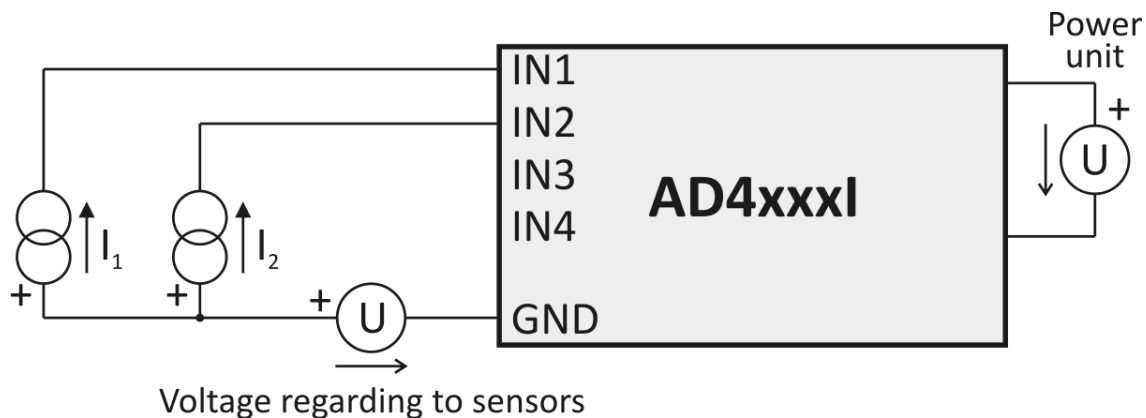 Power
unit
IN1
IN2
IN3
IN4
AD4xxxI
+
U
I1
I2
+
+
+
U
GND
Voltage regarding to sensors